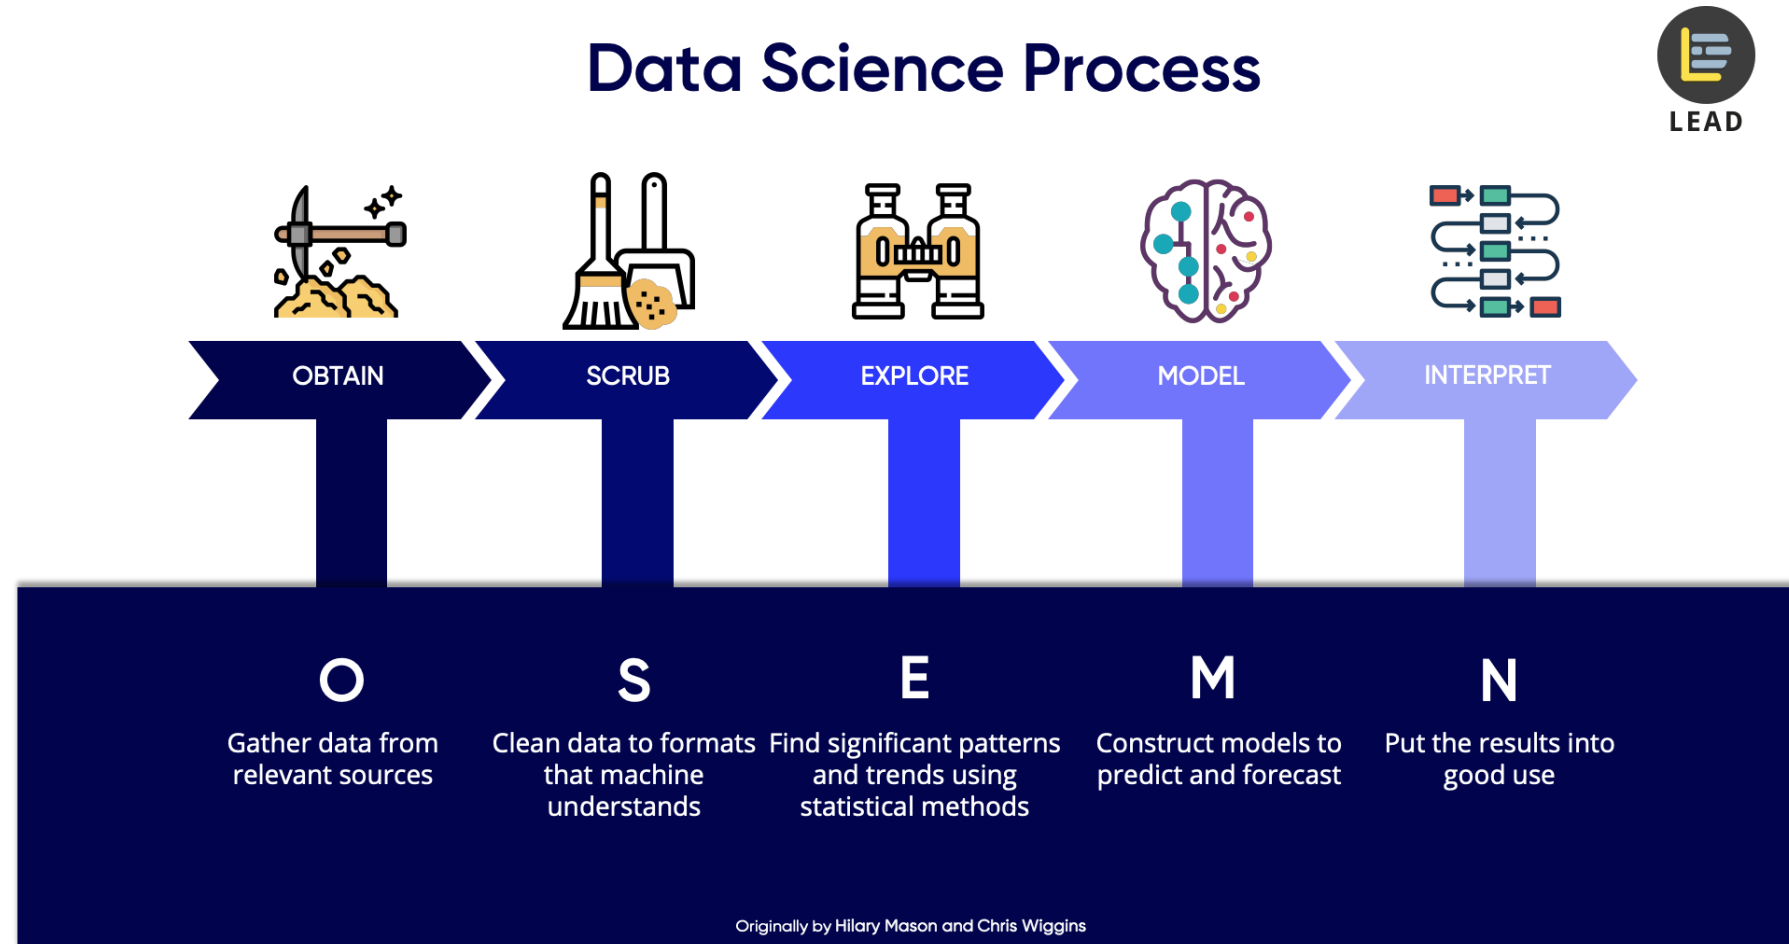 Data Science Process
LEAD
OBTAIN
SCRUB
EXPLORE
MODEL
INTERPRET
O
Gather data from
relevant sources
S
Clean data to formats
that machine
understands
E
Find significant patterns
and trends using
statistical methods
M
Construct models to
predict and forecast
N
Put the results into
good use
Originally by Hilary Mason and Chris Wiggins